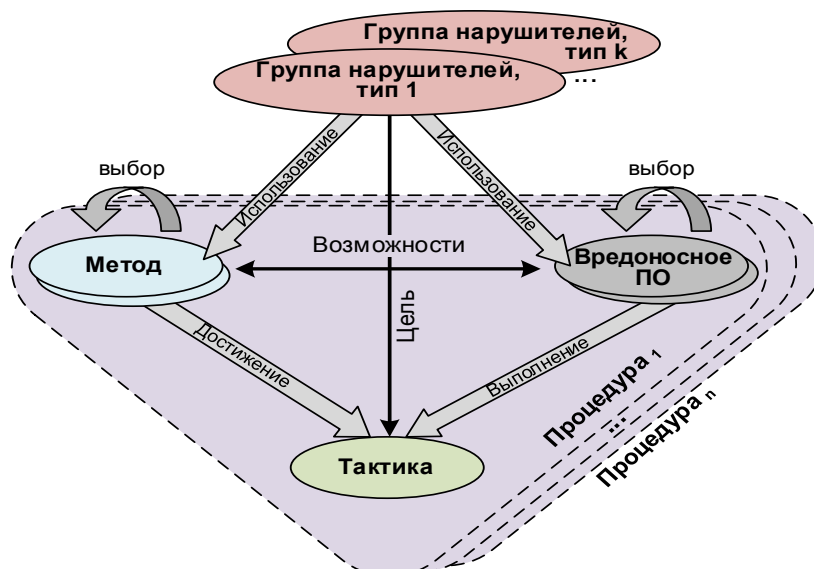 Группа нарушителей,
тип k
Группа нарушителей,
тип 1
...
Использование
Использование
выбор
выбор
Возможности
Метод
Вредоносное
ПО
Цель
Достижение
Выполнение
Процедура 1
...
Процедура n
Тактика